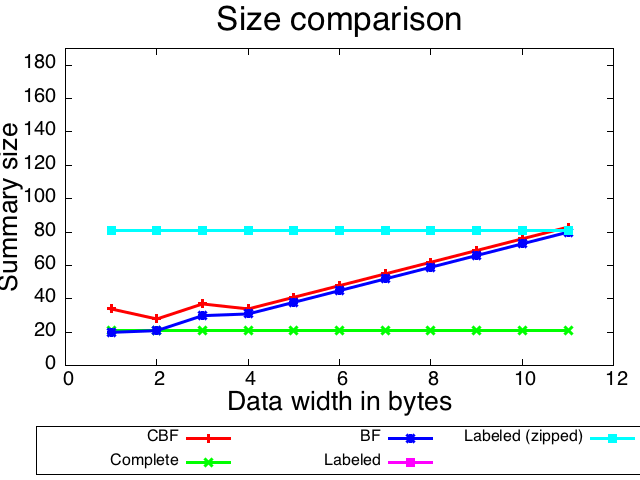 Size comparison
180
160
140
120
100
80
60
40
20
0
Summary size
0 2 4 6 8 10 12
Data width in bytes
CBF BF Labeled (zipped)
Complete Labeled